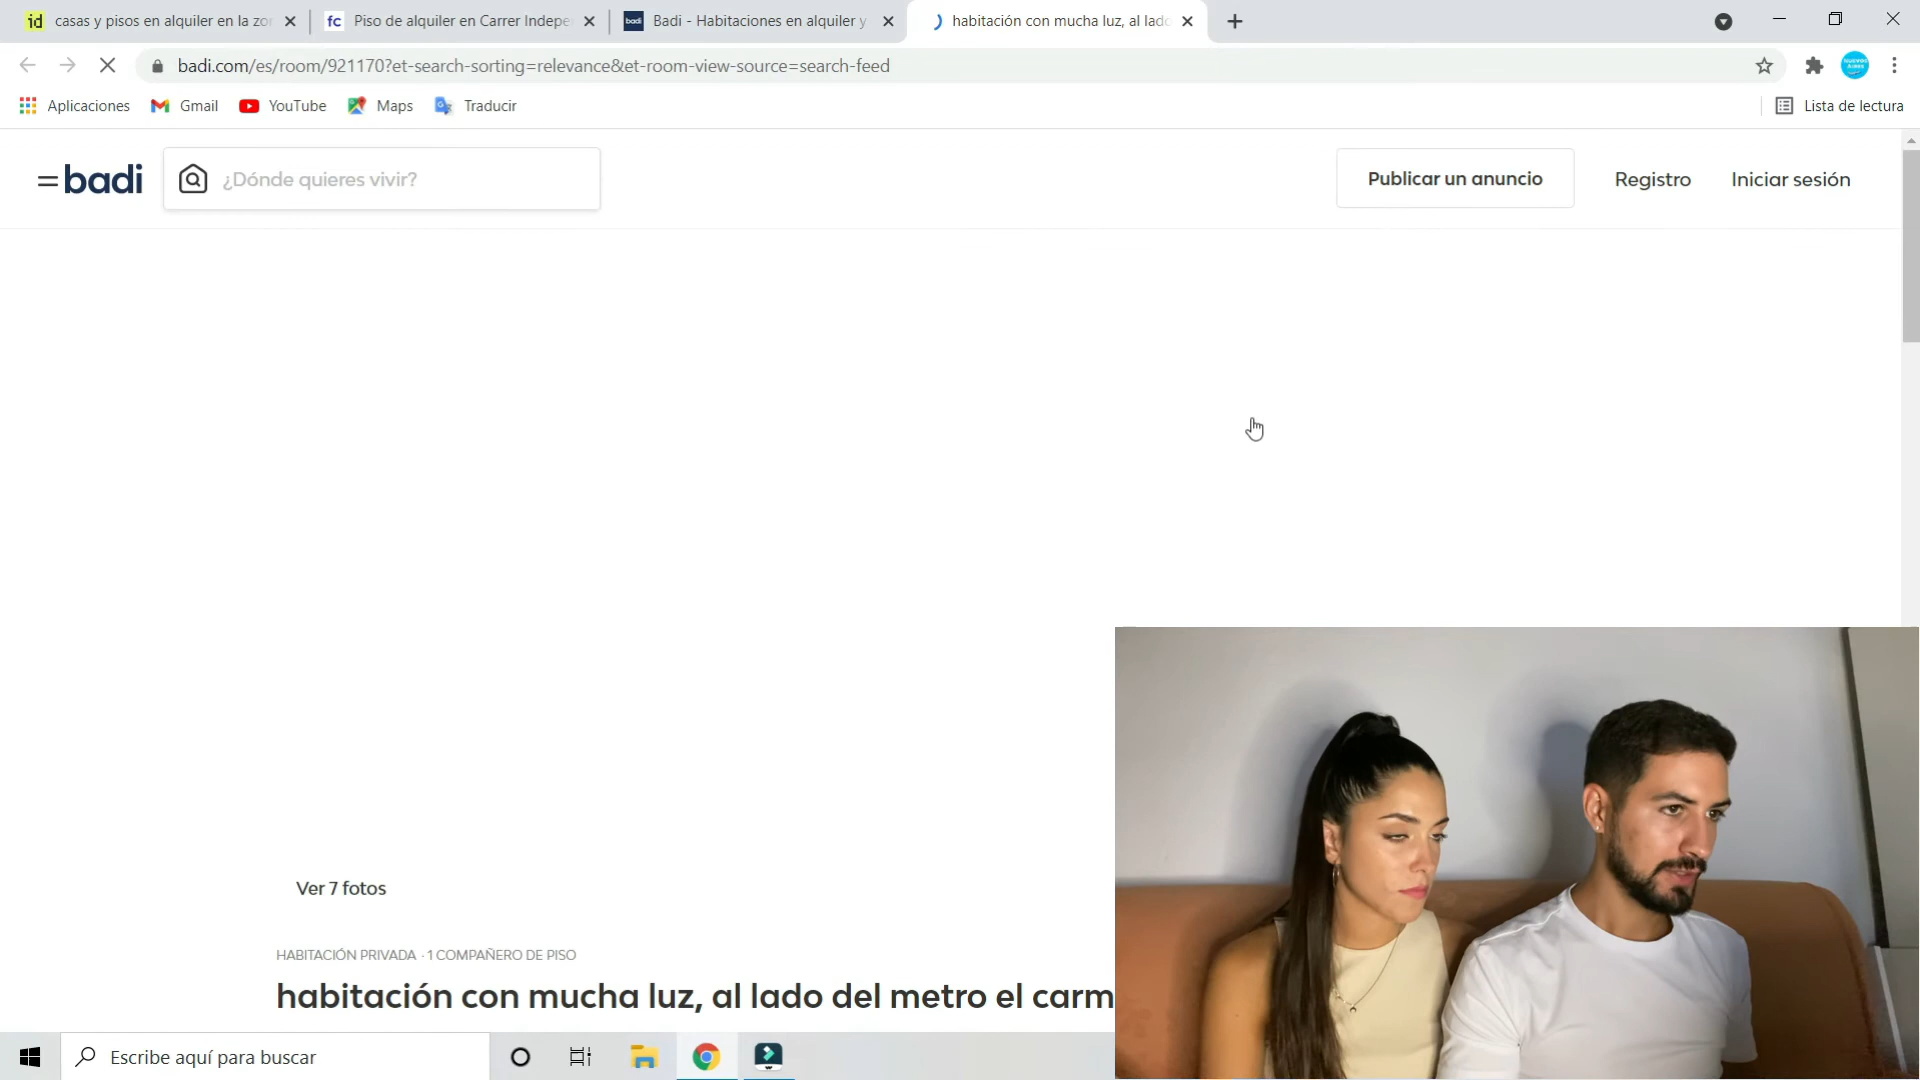 id casas y pisos en alquiler en la zon
fc Piso de alquiler en Carrer Indepe
badi Badi - Habitaciones en alquiler y
habitación con mucha luz, al lado
badi.com/es/room/921170?et-search-sorting=relevance&et-room-view-source=search-feed
Aplicaciones
Gmail
YouTube
Maps
Traducir
Lista de lectura
badi
¿Dónde quieres vivir?
Publicar un anuncio
Registro
Iniciar sesión
Ver 7 fotos
HABITACIÓN PRIVADA · 1 COMPAÑERO DE PISO
habitación con mucha luz, al lado del metro el carm
Escribe aquí para buscar